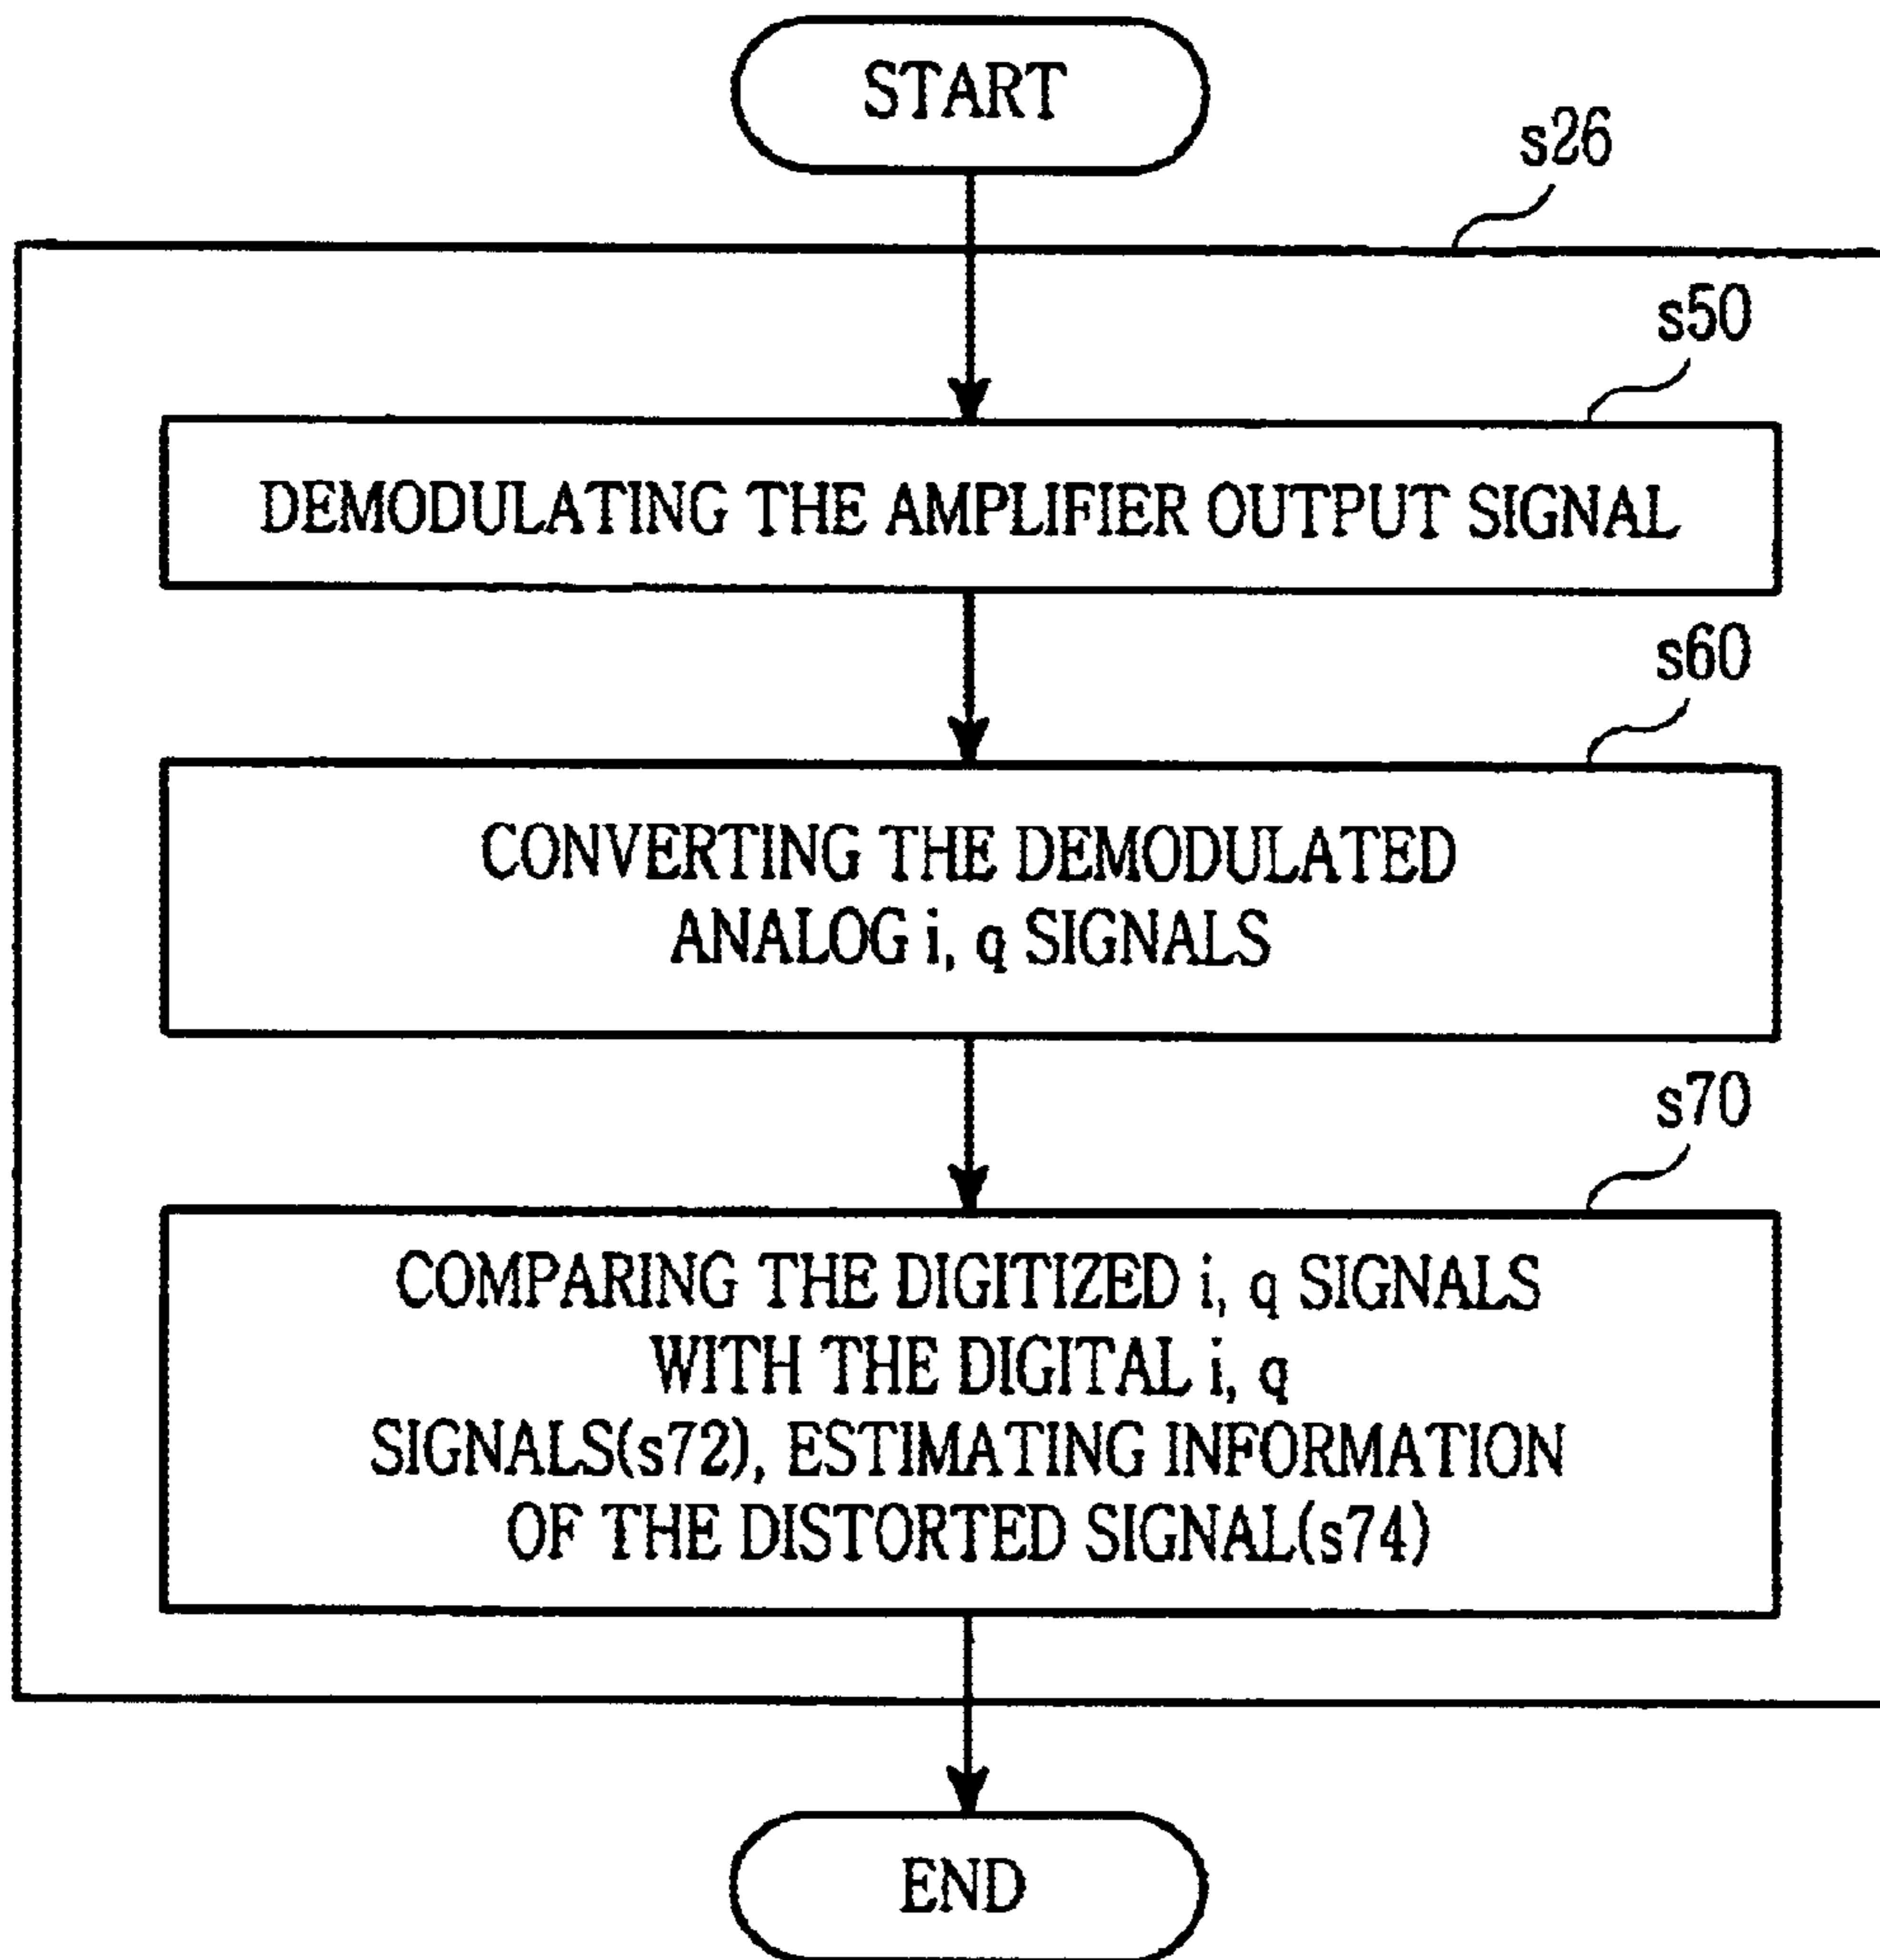 START
s26
s50
DEMODULATING THE AMPLIFIER OUTPUT SIGNAL
s60
CONVERTING THE DEMODULATED
ANALOG i, q SIGNALS
s70
COMPARING THE DIGITIZED i, q SIGNALS
WITH THE DIGITAL i, q
SIGNALS(s72), ESTIMATING INFORMATION
OF THE DISTORTED SIGNAL(s74)
END